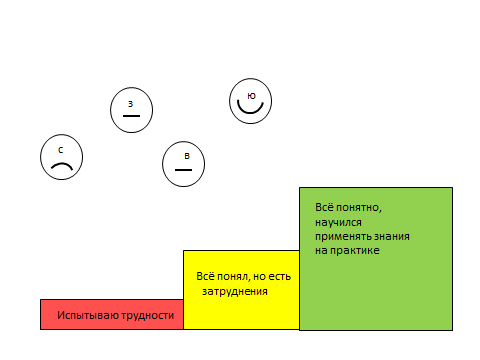 ю
з
с
в
Всё понятно,
научился
применять знания
на практике
Всё понял, но есть
затруднения
Испытываю трудности